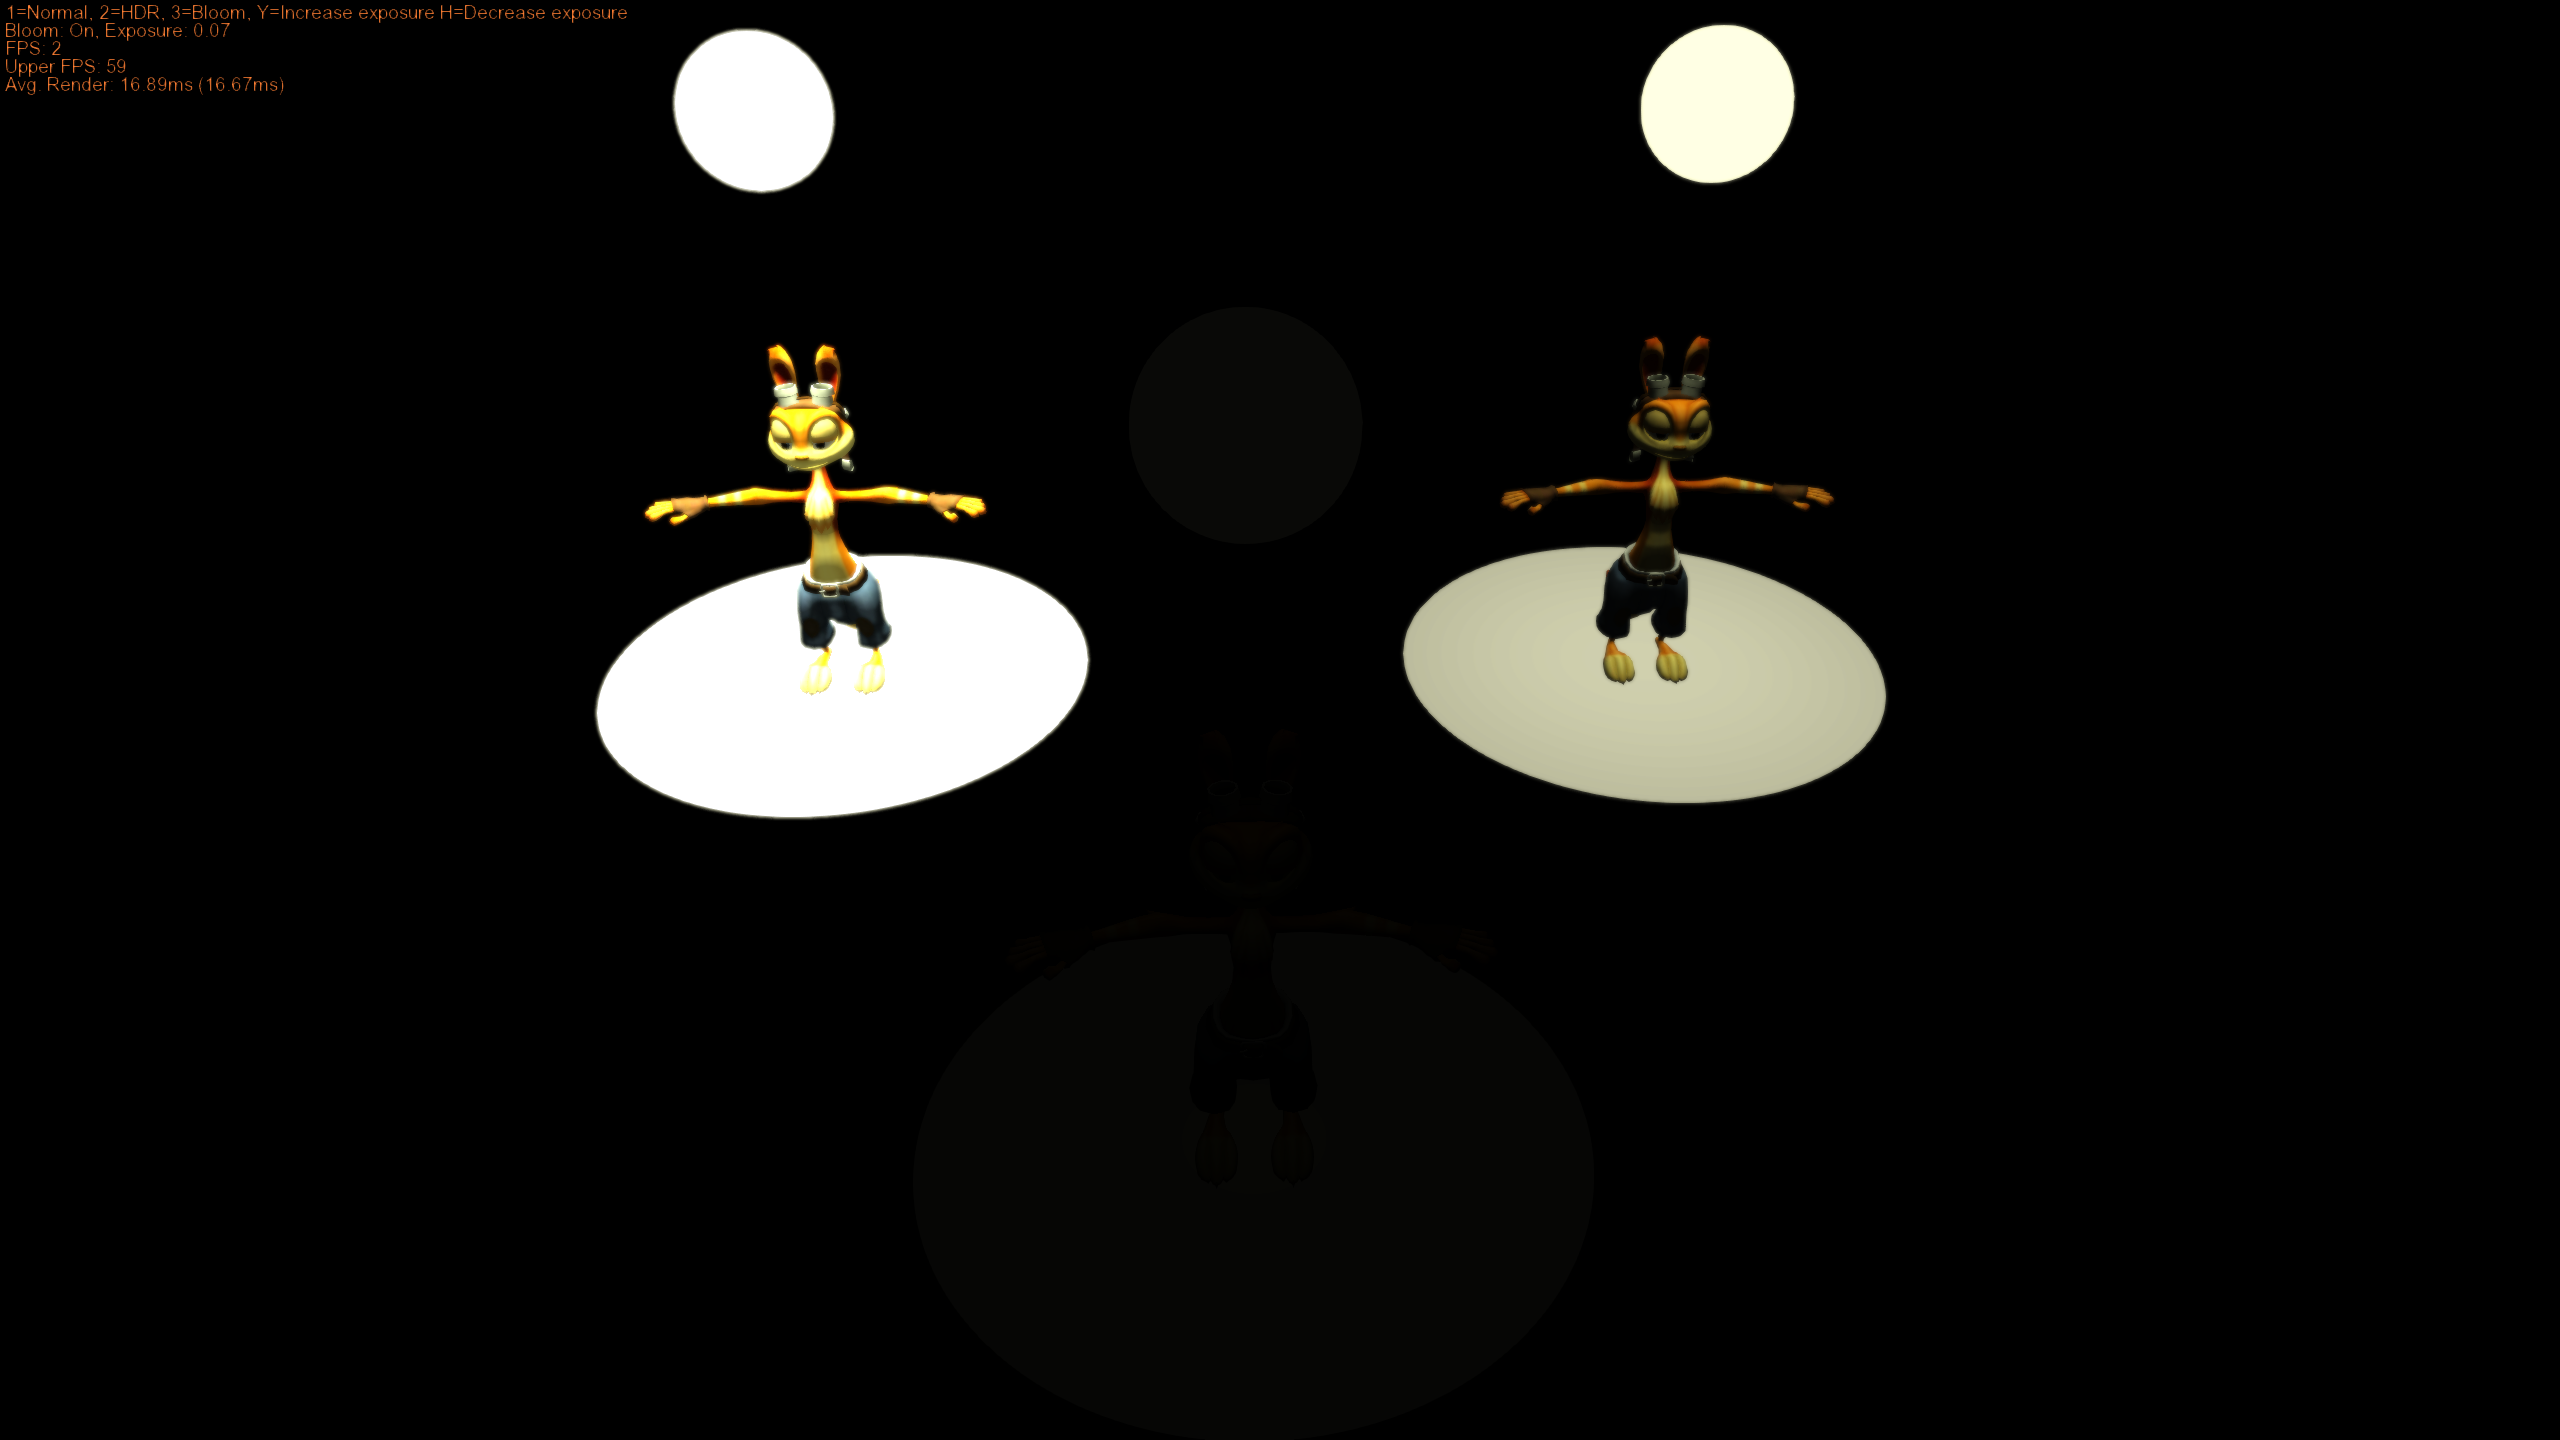 1=Normal, 2=HDR, 3=Bloom, Y=Increase exposure H=Decrease exposure
Bloom: On, Exposure: 0.07
FPS: 2
Upper FPS: 59
Avg. Render: 16.89ms (16.67ms)